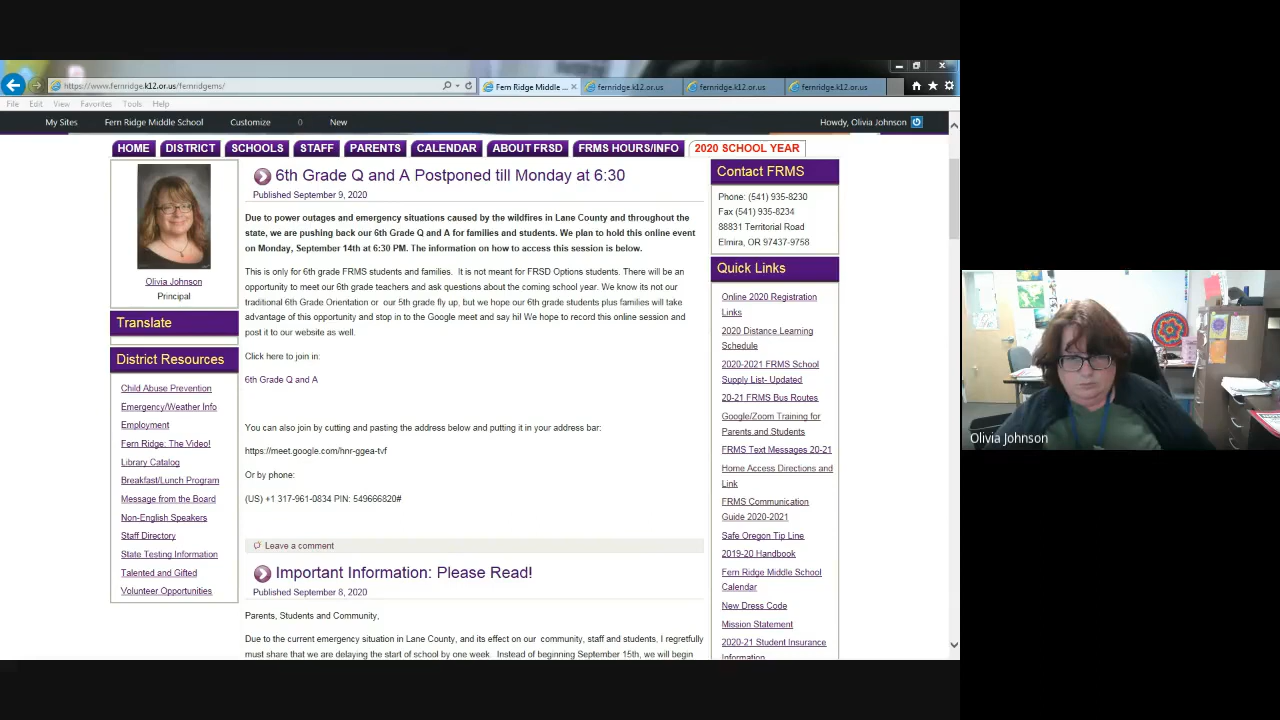 https://www.fernridge.k12.or.us/fernridgems/
Fern Ridge Middle ...
fernridge.k12.or.us
fernridge.k12.or.us
fernridge.k12.or.us
File Edit View Favorites Tools Help
My Sites Fern Ridge Middle School Customize 0 New Howdy, Olivia Johnson
HOME DISTRICT SCHOOLS STAFF PARENTS CALENDAR ABOUT FRSD FRMS HOURS/INFO 2020 SCHOOL YEAR
Olivia Johnson
Principal
Translate
District Resources
Child Abuse Prevention
Emergency/Weather Info
Employment
Fern Ridge: The Video!
Library Catalog
Breakfast/Lunch Program
Message from the Board
Non-English Speakers
Staff Directory
State Testing Information
Talented and Gifted
Volunteer Opportunities
6th Grade Q and A Postponed till Monday at 6:30
Published September 9, 2020
Due to power outages and emergency situations caused by the wildfires in Lane County and throughout the
state, we are pushing back our 6th Grade Q and A for families and students. We plan to hold this online event
on Monday, September 14th at 6:30 PM. The information on how to access this session is below.
This is only for 6th grade FRMS students and families. It is not meant for FRSD Options students. There will be an
opportunity to meet our 6th grade teachers and ask questions about the coming school year. We know its not our
traditional 6th Grade Orientation or our 5th grade fly up, but we hope our 6th grade students plus families will take
advantage of this opportunity and stop in to the Google meet and say hi! We hope to record this online session and
post it to our website as well.
Click here to join in:
6th Grade Q and A
You can also join by cutting and pasting the address below and putting it in your address bar:
https://meet.google.com/hnr-ggea-tvf
Or by phone:
(US) +1 317-961-0834 PIN: 549666820#
Leave a comment
Important Information: Please Read!
Published September 8, 2020
Parents, Students and Community,
Due to the current emergency situation in Lane County, and its effect on our community, staff and students, I regretfully
must share that we are delaying the start of school by one week. Instead of beginning September 15th, we will begin
Contact FRMS
Phone: (541) 935-8230
Fax (541) 935-8234
88831 Territorial Road
Elmira, OR 97437-9758
Quick Links
Online 2020 Registration
Links
2020 Distance Learning
Schedule
2020-2021 FRMS School
Supply List- Updated
20-21 FRMS Bus Routes
Google/Zoom Training for
Parents and Students
FRMS Text Messages 20-21
Home Access Directions and
Link
FRMS Communication
Guide 2020-2021
Safe Oregon Tip Line
2019-20 Handbook
Fern Ridge Middle School
Calendar
New Dress Code
Mission Statement
2020-21 Student Insurance
Information
Olivia Johnson